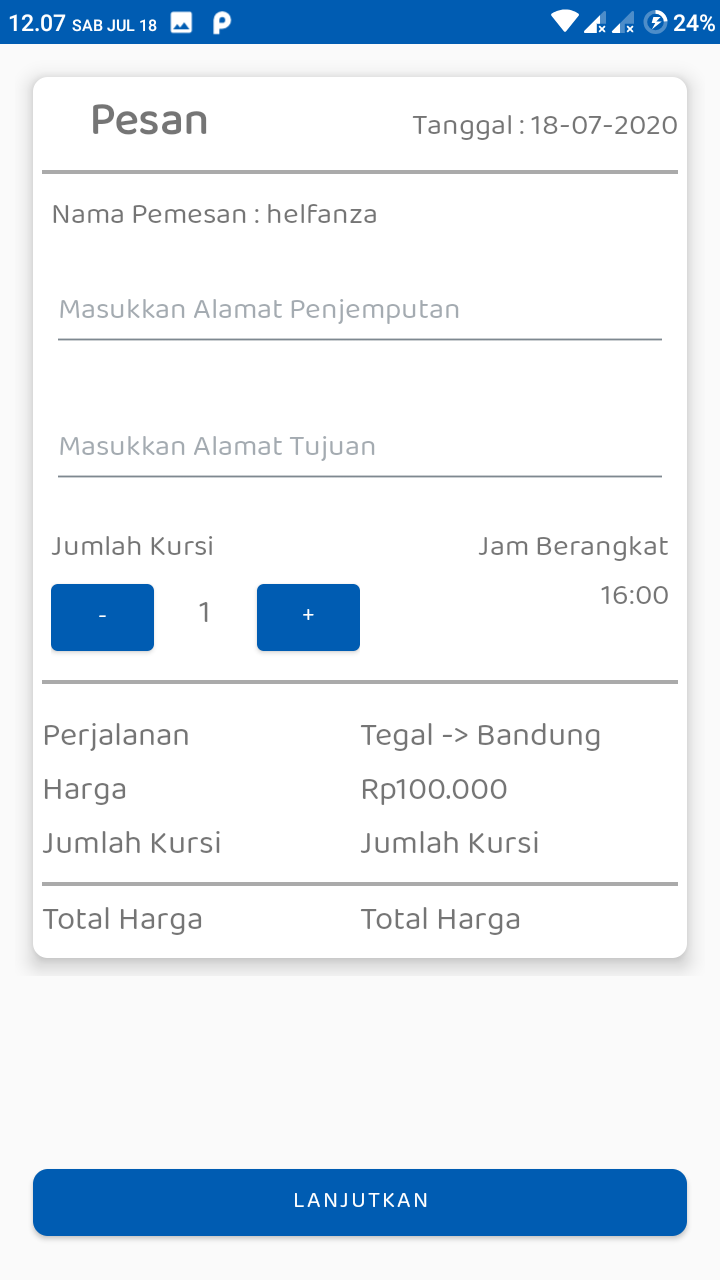 12.07 SAB JUL 18 24%
Pesan
Tanggal : 18-07-2020
Nama Pemesan : helfanza
Masukkan Alamat Penjemputan
Masukkan Alamat Tujuan
Jumlah Kursi Jam Berangkat
- 1 + 16:00
Perjalanan Tegal -> Bandung
Harga Rp100.000
Jumlah Kursi Jumlah Kursi
Total Harga Total Harga
LANJUTKAN